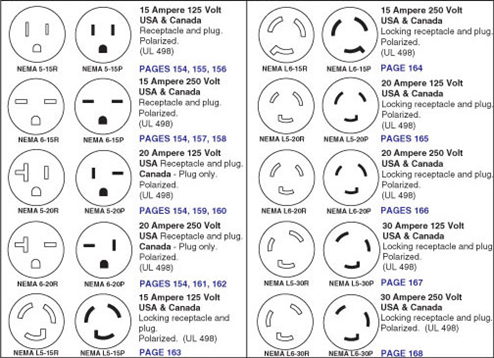 15 Ampere 125 Volt
USA & Canada
Receptacle and plug.
Polarized.
(UL 498)
NEMA 5-15R NEMA 5-15P
PAGES 154, 155, 156
15 Ampere 250 Volt
USA & Canada
Receptacle and plug.
Polarized.
(UL 498)
NEMA 6-15R NEMA 6-15P
PAGES 154, 157, 158
20 Ampere 125 Volt
USA Receptacle and plug.
Canada - Plug only.
Polarized.
(UL 498)
NEMA 5-20R NEMA 5-20P
PAGES 154, 159, 160
20 Ampere 250 Volt
USA Receptacle and plug.
Canada - Plug only.
Polarized.
(UL 498)
NEMA 6-20R NEMA 6-20P
PAGES 154, 161, 162
15 Ampere 125 Volt
USA & Canada
Locking receptacle and
plug.
Polarized. (UL 498)
NEMA L5-15R NEMA L5-15P
PAGE 163
15 Ampere 250 Volt
USA & Canada
Locking receptacle and plug.
Polarized.
(UL 498)
NEMA L6-15R NEMA L6-15P
PAGE 164
20 Ampere 125 Volt
USA & Canada
Locking receptacle and plug.
Polarized.
(UL 498)
NEMA L5-20R NEMA L5-20P
PAGES 165
20 Ampere 250 Volt
USA & Canada
Locking receptacle and plug.
Polarized.
(UL 498)
NEMA L6-20R NEMA L6-20P
PAGES 166
30 Ampere 125 Volt
USA & Canada
Locking receptacle and plug.
Polarized.
(UL 498)
NEMA L5-30R NEMA L5-30P
PAGE 167
30 Ampere 250 Volt
USA & Canada
Locking receptacle and plug.
Polarized. (UL 498)
NEMA L6-30R NEMA L6-30P
PAGE 168